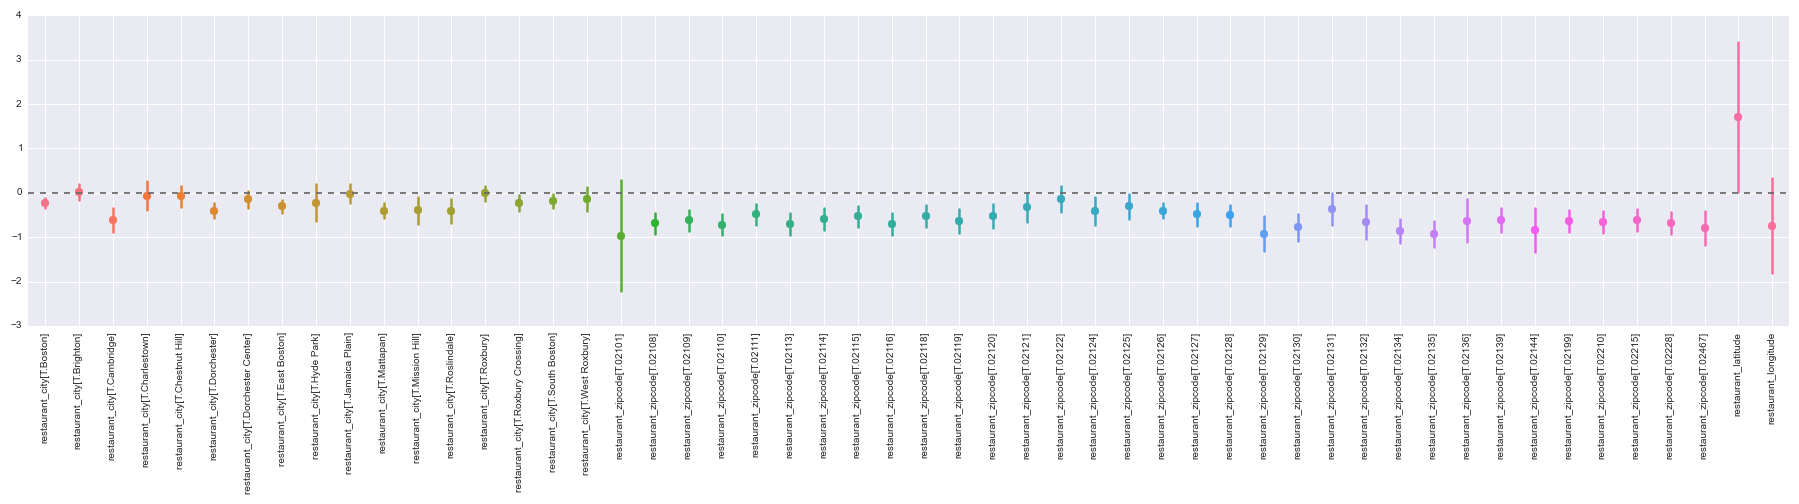 4
3
2
1
0
−1
−2
−3
restaurant_city[T.Boston]
restaurant_city[T.Brighton]
restaurant_city[T.Cambridge]
restaurant_city[T.Charlestown]
restaurant_city[T.Chestnut Hill]
restaurant_city[T.Dorchester]
restaurant_city[T.Dorchester Center]
restaurant_city[T.East Boston]
restaurant_city[T.Hyde Park]
restaurant_city[T.Jamaica Plain]
restaurant_city[T.Mattapan]
restaurant_city[T.Mission Hill]
restaurant_city[T.Roslindale]
restaurant_city[T.Roxbury]
restaurant_city[T.Roxbury Crossing]
restaurant_city[T.South Boston]
restaurant_city[T.West Roxbury]
restaurant_zipcode[T.02101]
restaurant_zipcode[T.02108]
restaurant_zipcode[T.02109]
restaurant_zipcode[T.02110]
restaurant_zipcode[T.02111]
restaurant_zipcode[T.02113]
restaurant_zipcode[T.02114]
restaurant_zipcode[T.02115]
restaurant_zipcode[T.02116]
restaurant_zipcode[T.02118]
restaurant_zipcode[T.02119]
restaurant_zipcode[T.02120]
restaurant_zipcode[T.02121]
restaurant_zipcode[T.02122]
restaurant_zipcode[T.02124]
restaurant_zipcode[T.02125]
restaurant_zipcode[T.02126]
restaurant_zipcode[T.02127]
restaurant_zipcode[T.02128]
restaurant_zipcode[T.02129]
restaurant_zipcode[T.02130]
restaurant_zipcode[T.02131]
restaurant_zipcode[T.02132]
restaurant_zipcode[T.02134]
restaurant_zipcode[T.02135]
restaurant_zipcode[T.02136]
restaurant_zipcode[T.02139]
restaurant_zipcode[T.02144]
restaurant_zipcode[T.02199]
restaurant_zipcode[T.02210]
restaurant_zipcode[T.02215]
restaurant_zipcode[T.02228]
restaurant_zipcode[T.02467]
restaurant_latitude
restaurant_longitude